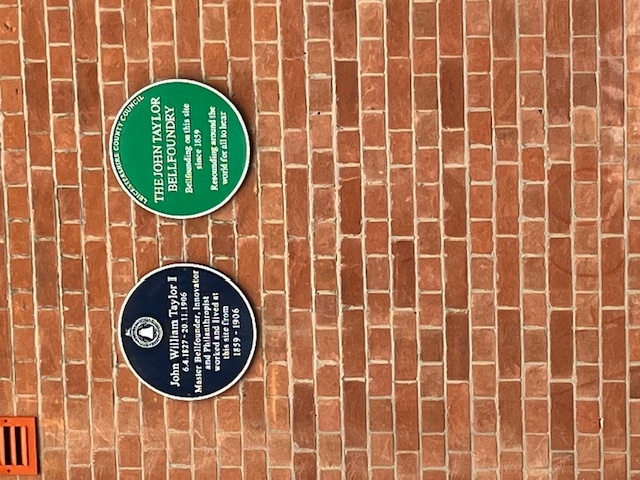 John William Taylor I
6.4.1827 - 20.11.1906
Master Bellfounder, Innovator
and Philanthropist
worked and lived at
this site from
1859 - 1906
LEICESTERSHIRE COUNTY COUNCIL
THE JOHN TAYLOR
BELLFOUNDRY
Bellfounding on this site
since 1859
Resounding around the
world for all to hear